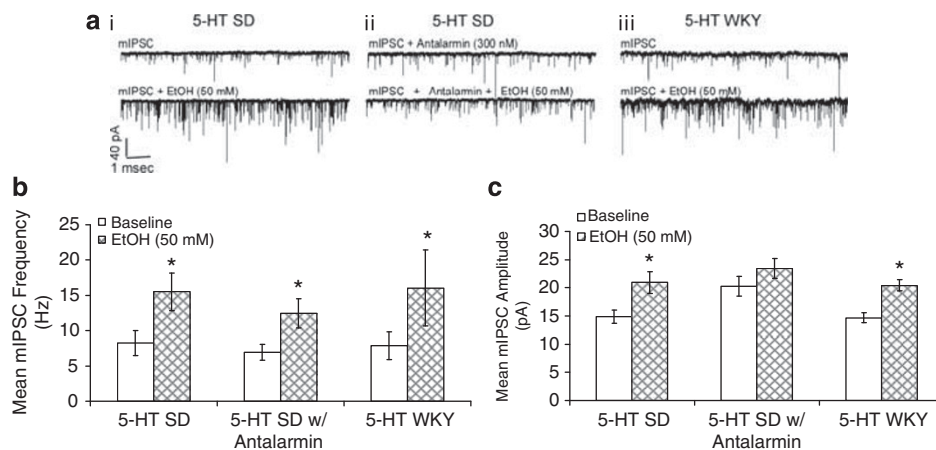 a i 5-HT SD ii 5-HT SD iii 5-HT WKY
mIPSC mIPSC + Antalarmin (300 nM) mIPSC
mIPSC + EtOH (50 mM) mIPSC + Antalarmin + EtOH (50 mM) mIPSC + EtOH (50 mM)
40 pA
1 msec
b
Baseline
EtOH (50 mM)
Mean mIPSC Frequency
(Hz)
25
20
15
10
5
0
* * *
5-HT SD 5-HT SD w/ 5-HT WKY
Antalarmin
c
Baseline
EtOH (50 mM)
Mean mIPSC Amplitude
(pA)
30
25
20
15
10
5
0
* *
5-HT SD 5-HT SD w/ 5-HT WKY
Antalarmin